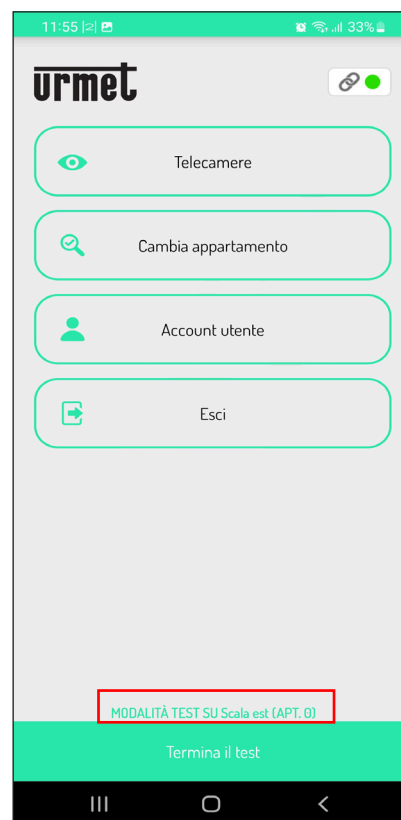 11:55 |2| 33%
urmet
Telecamere
Cambia appartamento
Account utente
Esci
MODALITÀ TEST SU Scala est (APT. 0)
Termina il test